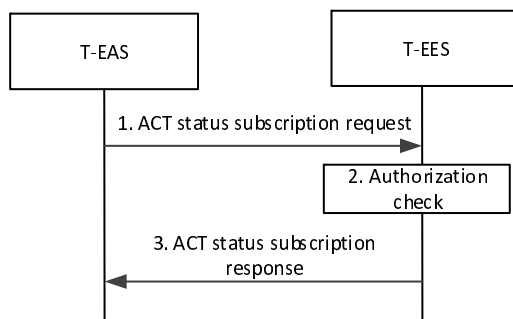 T-EAS
T-EES
1. ACT status subscription request
2. Authorization
check
3. ACT status subscription
response